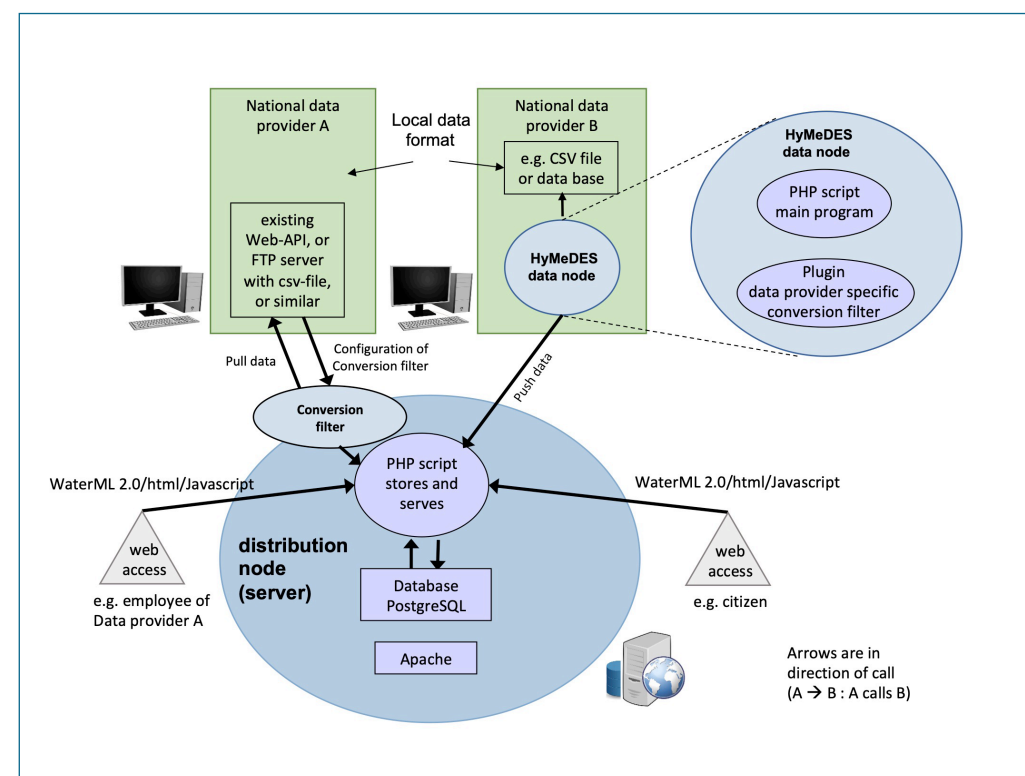 National data
provider A
Local data
format
National data
provider B
e.g. CSV file
or data base
HyMeDES
data node
PHP script
main program
Plugin
data provider specific
conversion filter
existing
Web-API, or
FTP server
with csv-file,
or similar
HyMeDES
data node
Pull data
Configuration of
Conversion filter
Push data
Conversion
filter
PHP script
stores and
serves
WaterML 2.0/html/Javascript
WaterML 2.0/html/Javascript
web
access
e.g. employee of
Data provider A
distribution
node
(server)
Database
PostgreSQL
Apache
web
access
e.g. citizen
Arrows are in
direction of call
(A → B : A calls B)